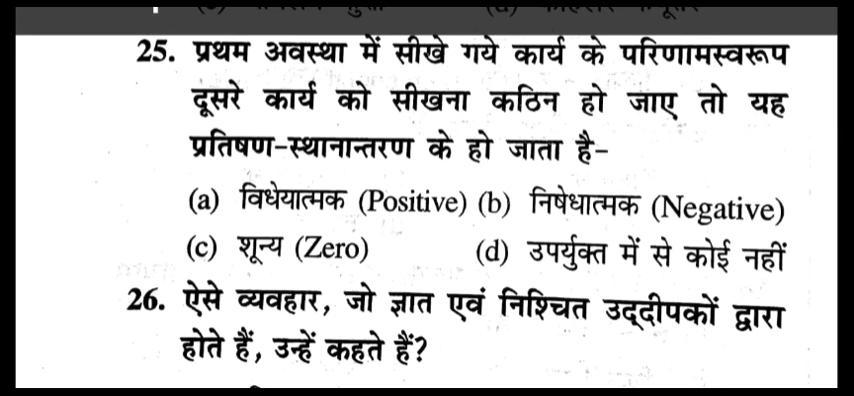 25. प्रथम अवस्था में सीखे गये कार्य के परिणामस्वरूप
दूसरे कार्य को सीखना कठिन हो जाए तो यह
प्रतिषण-स्थानान्तरण के हो जाता है-
(a) विधेयात्मक (Positive) (b) निषेधात्मक (Negative)
(c) शून्य (Zero) (d) उपर्युक्त में से कोई नहीं
26. ऐसे व्यवहार, जो ज्ञात एवं निश्चित उद्दीपकों द्वारा
होते हैं, उन्हें कहते हैं?